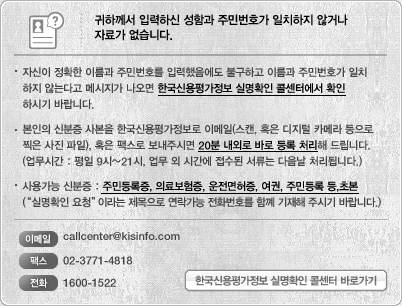 귀하께서 입력하신 성함과 주민번호가 일치하지 않거나
자료가 없습니다.
· 자신이 정확한 이름과 주민번호를 입력했음에도 불구하고 이름과 주민번호가 일치
하지 않는다고 메시지가 나오면 한국신용평가정보 실명확인 콜센터에서 확인
하시기 바랍니다.
· 본인의 신분증 사본을 한국신용평가정보로 이메일(스캔, 혹은 디지털 카메라 등으로
찍은 사진 파일), 혹은 팩스로 보내주시면 20분 내외로 바로 등록 처리해 드립니다.
(업무시간 : 평일 9시~21시, 업무 외 시간에 접수된 서류는 다음날 처리됩니다.)
· 사용가능 신분증 : 주민등록증, 의료보험증, 운전면허증, 여권, 주민등록 등,초본
("실명확인 요청" 이라는 제목으로 연락가능 전화번호를 함께 기재해 주시기 바랍니다.)
이메일 callcenter@kisinfo.com
팩스 02-3771-4818
전화 1600-1522
한국신용평가정보 실명확인 콜센터 바로가기